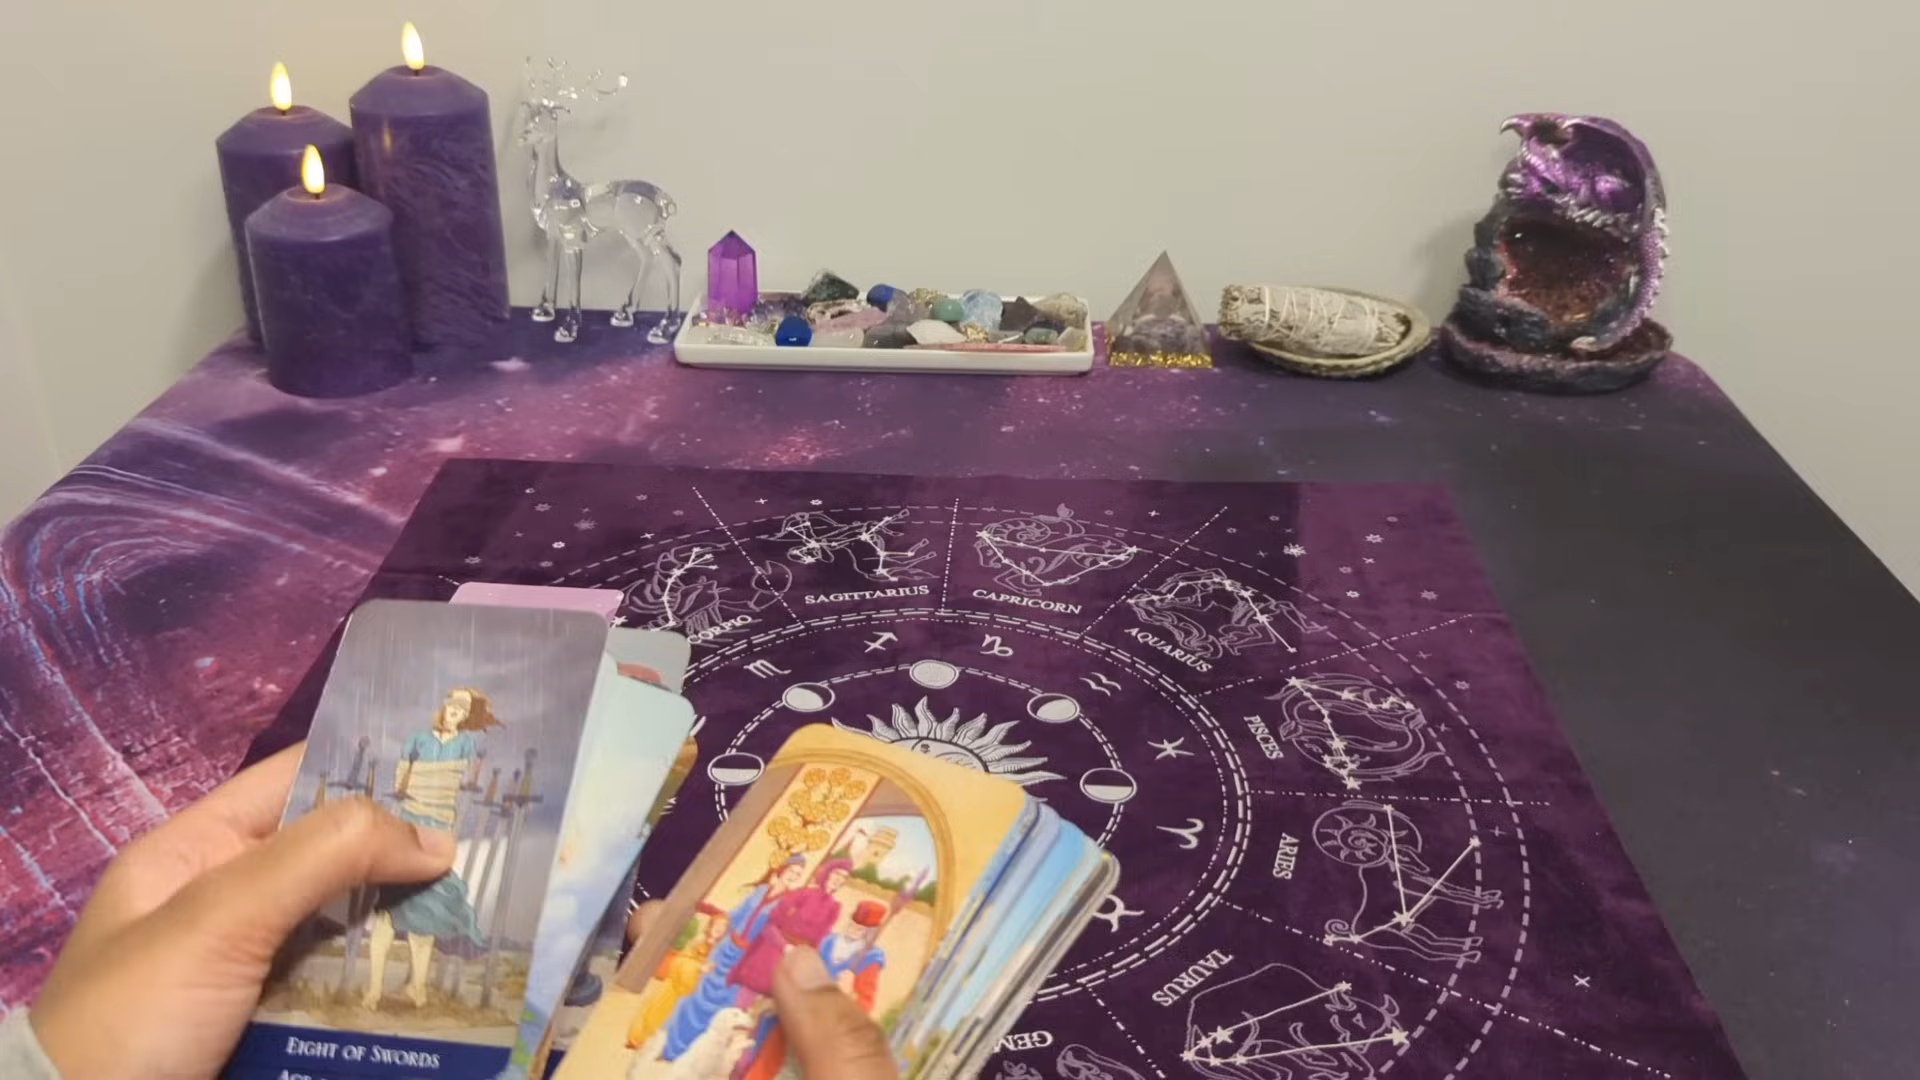 SAGITTARIUS
CAPRICORN
AQUARIUS
PISCES
ARIES
TAURUS
EIGHT OF SWORDS